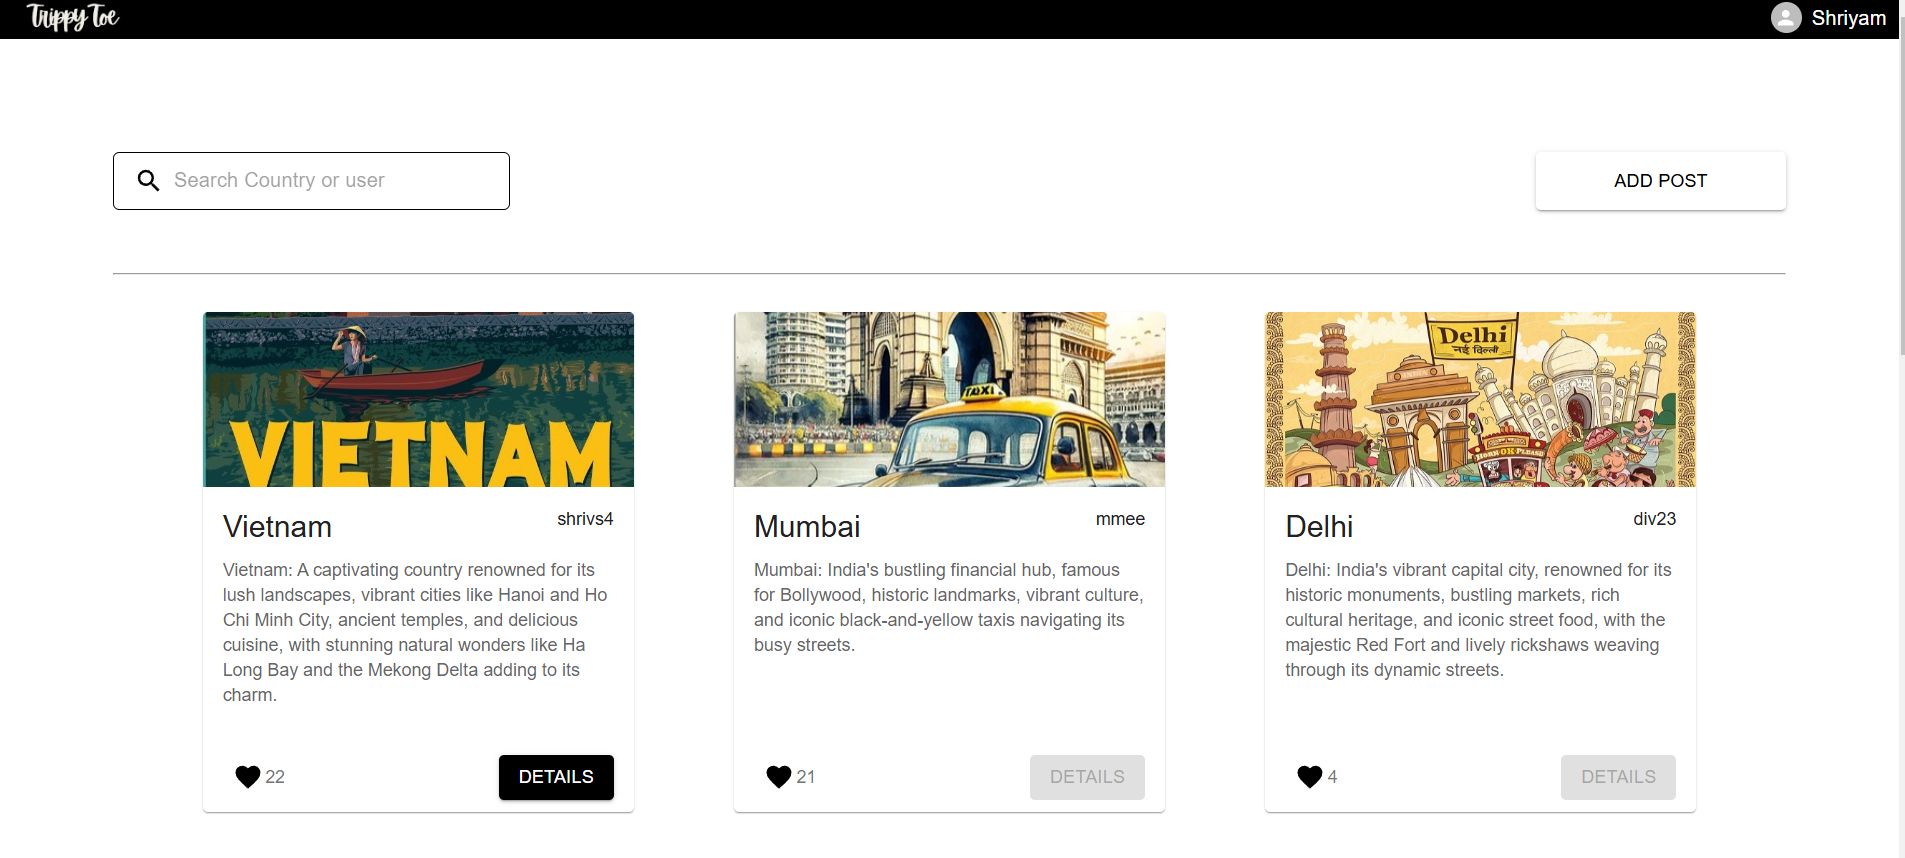 Trippy Toe
Shriyam
Search Country or user
ADD POST
VIETNAM
TAXI
Delhi
नई दिल्ली
INDIA
HORN OK PLEASE
Vietnam
shrivs4
Vietnam: A captivating country renowned for its
lush landscapes, vibrant cities like Hanoi and Ho
Chi Minh City, ancient temples, and delicious
cuisine, with stunning natural wonders like Ha
Long Bay and the Mekong Delta adding to its
charm.
22
DETAILS
Mumbai
mmee
Mumbai: India's bustling financial hub, famous
for Bollywood, historic landmarks, vibrant culture,
and iconic black-and-yellow taxis navigating its
busy streets.
21
DETAILS
Delhi
div23
Delhi: India's vibrant capital city, renowned for its
historic monuments, bustling markets, rich
cultural heritage, and iconic street food, with the
majestic Red Fort and lively rickshaws weaving
through its dynamic streets.
4
DETAILS